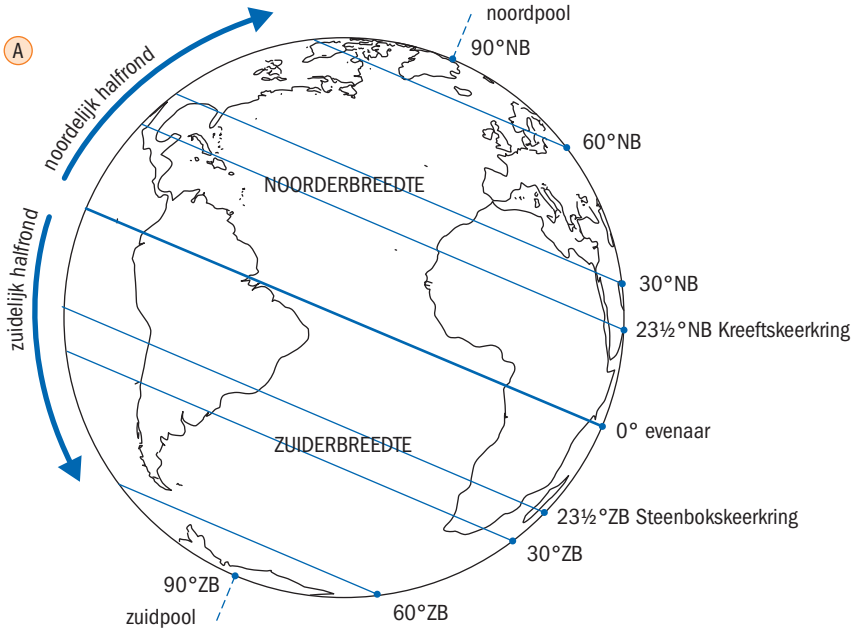 A
noordpool
90°NB
noordelijk halfrond
60°NB
NOORDERBREEDTE
zuidelijk halfrond
30°NB
23½°NB Kreeftskeerkring
0° evenaar
ZUIDERBREEDTE
23½°ZB Steenbokskeerkring
30°ZB
90°ZB
60°ZB
zuidpool